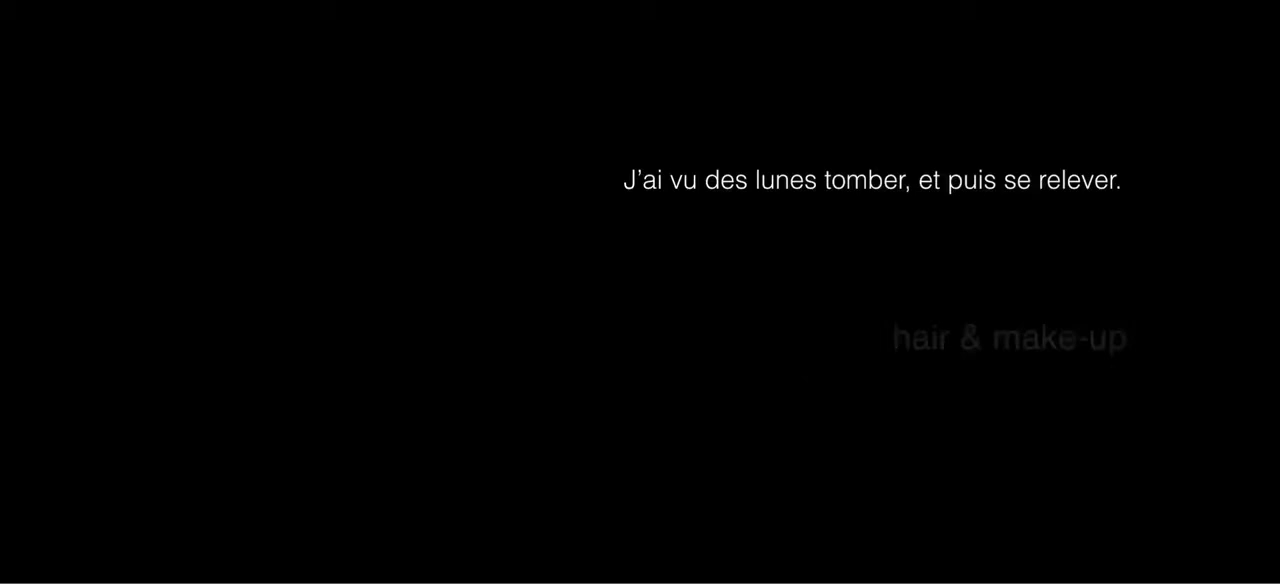 J’ai vu des lunes tomber, et puis se relever.
hair & make-up